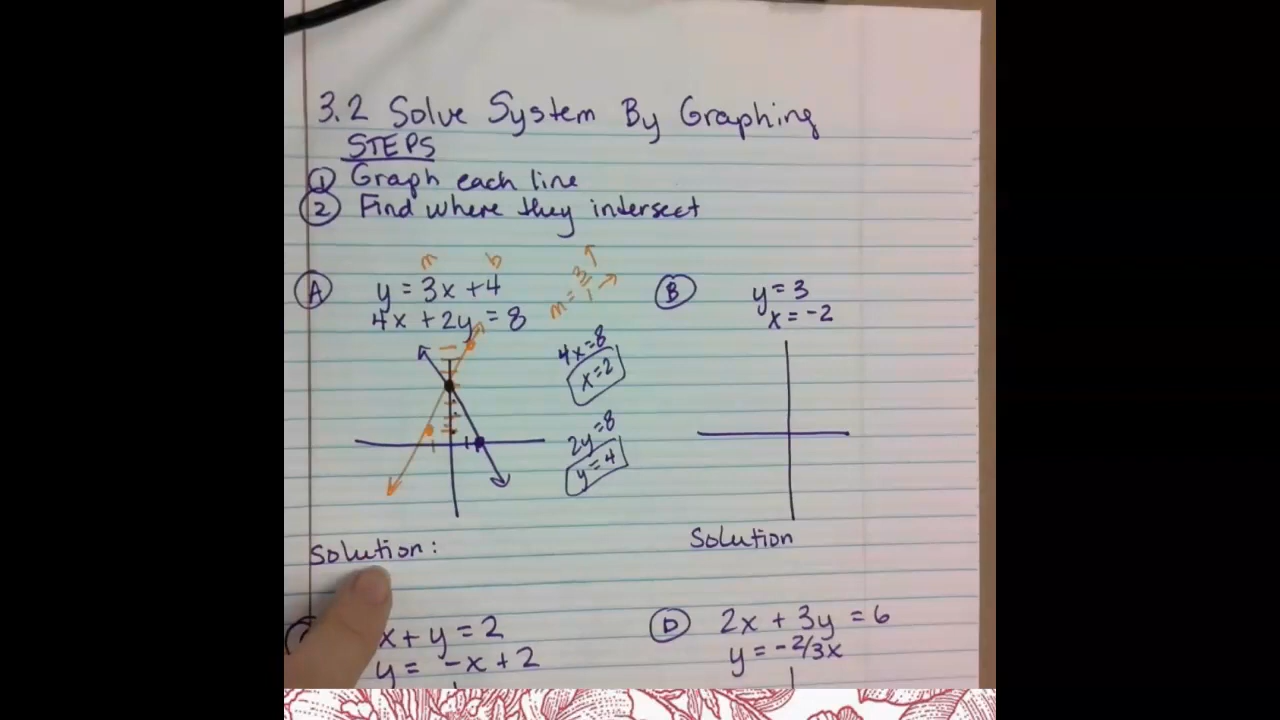 3.2 Solve System By Graphing
STEPS
① Graph each line
② Find where they intersect
Ⓐ
m b
y = 3x + 4
4x + 2y = 8
m = 3/1
4x = 8
x = 2
2y = 8
y = 4
Solution:
Ⓑ y = 3
x = -2
Solution
x + y = 2
y = -x + 2
Ⓓ 2x + 3y = 6
y = -2/3x